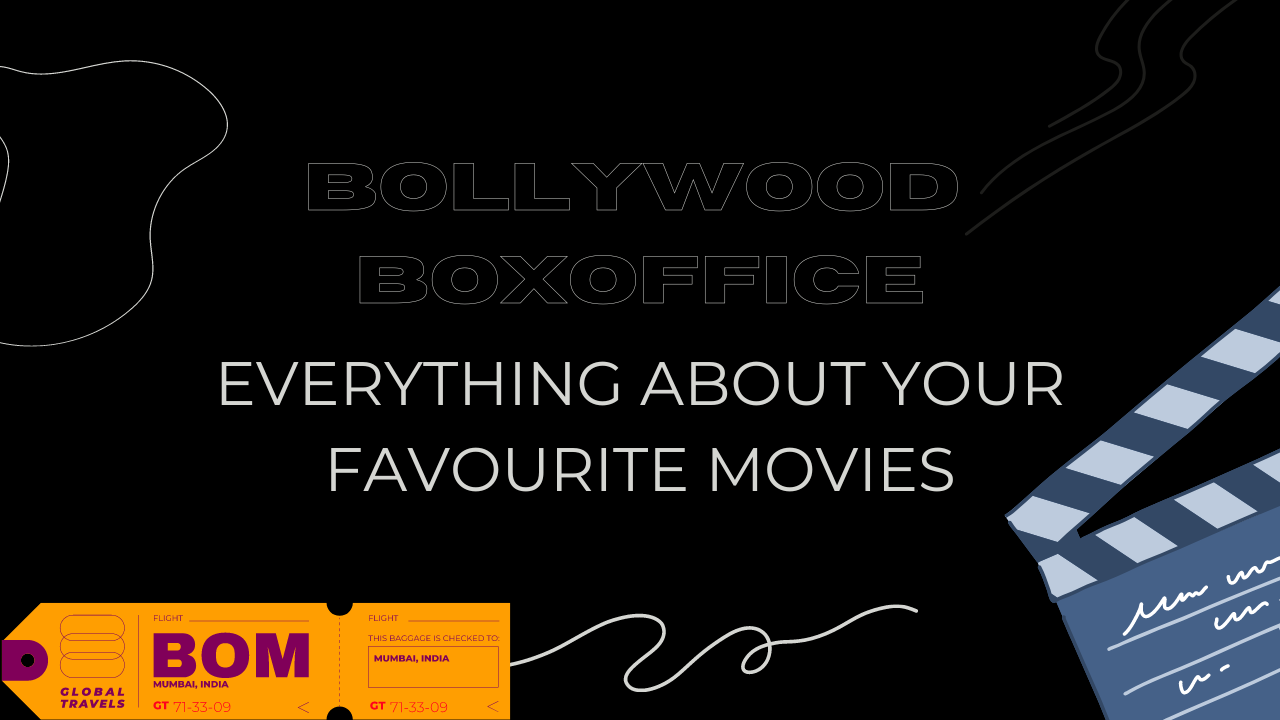 BOLLYWOOD
BOXOFFICE
EVERYTHING ABOUT YOUR
FAVOURITE MOVIES
GLOBAL
TRAVELS
FLIGHT
BOM
MUMBAI, INDIA
GT 71-33-09 <
FLIGHT
THIS BAGGAGE IS CHECKED TO:
MUMBAI, INDIA
GT 71-33-09 <